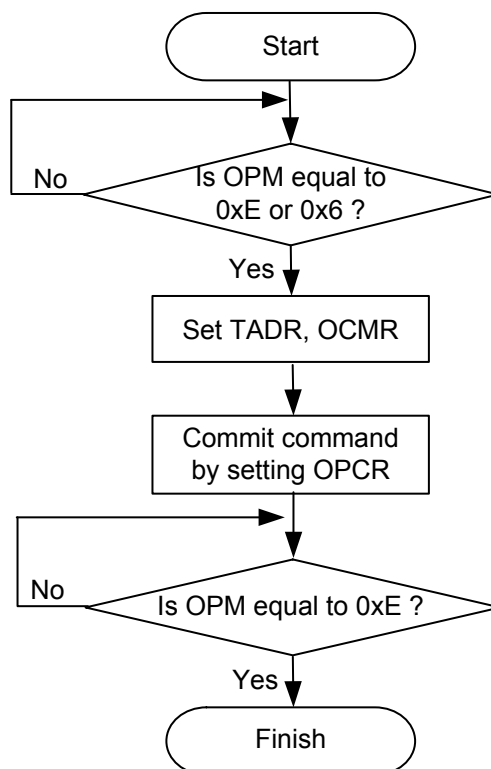 Start
No
Is OPM equal to
0xE or 0x6 ?
Yes
Set TADR, OCMR
Commit command
by setting OPCR
No
Is OPM equal to 0xE ?
Yes
Finish